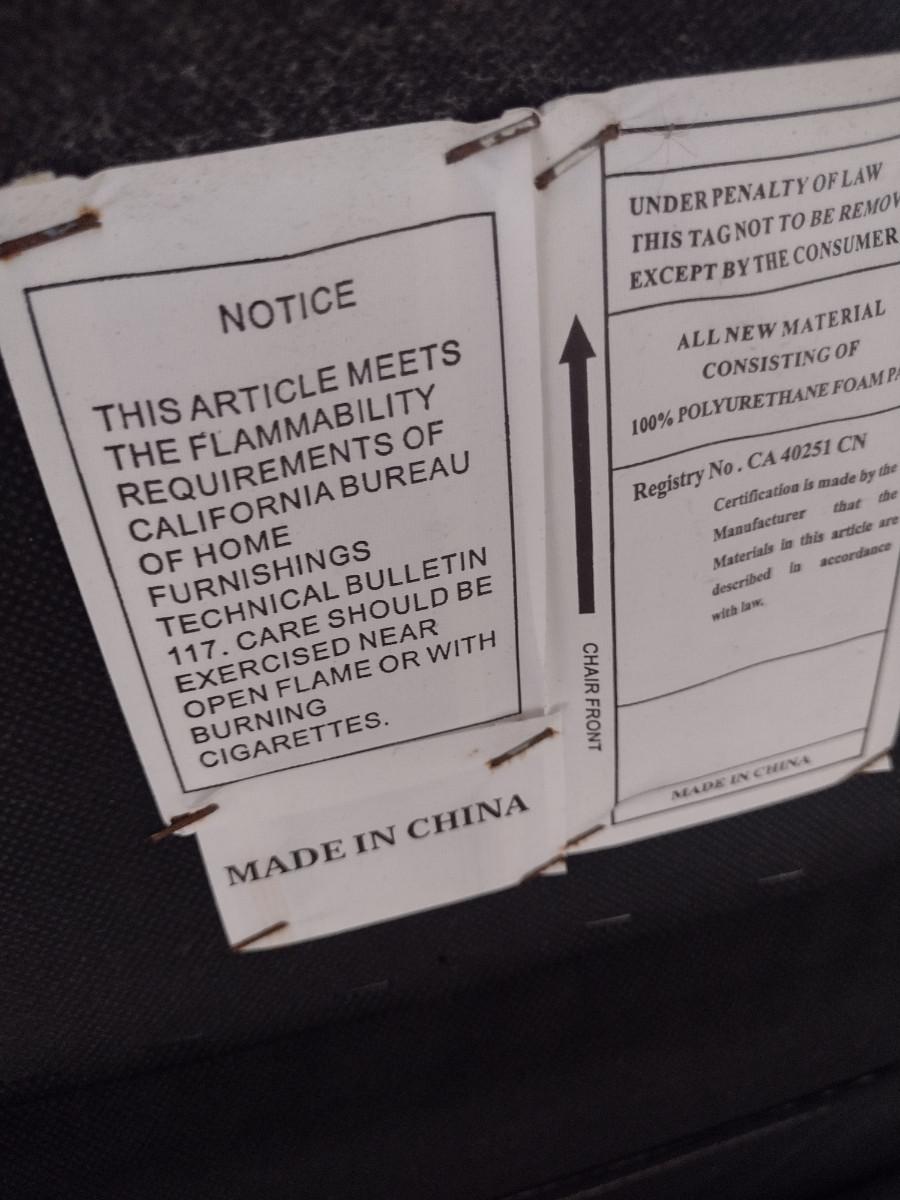 NOTICE
THIS ARTICLE MEETS
THE FLAMMABILITY
REQUIREMENTS OF
CALIFORNIA BUREAU
OF HOME
FURNISHINGS
TECHNICAL BULLETIN
117. CARE SHOULD BE
EXERCISED NEAR
OPEN FLAME OR WITH
BURNING
CIGARETTES.
MADE IN CHINA
CHAIR FRONT
UNDER PENALTY OF LAW
THIS TAG NOT TO BE REMOV
EXCEPT BY THE CONSUMER
ALL NEW MATERIAL
CONSISTING OF
100% POLYURETHANE FOAM PA
Registry No. CA 40251 CN
Certification is made by the
Manufacturer that the
Materials in this article are
described in accordance
with law.
MADE IN CHINA